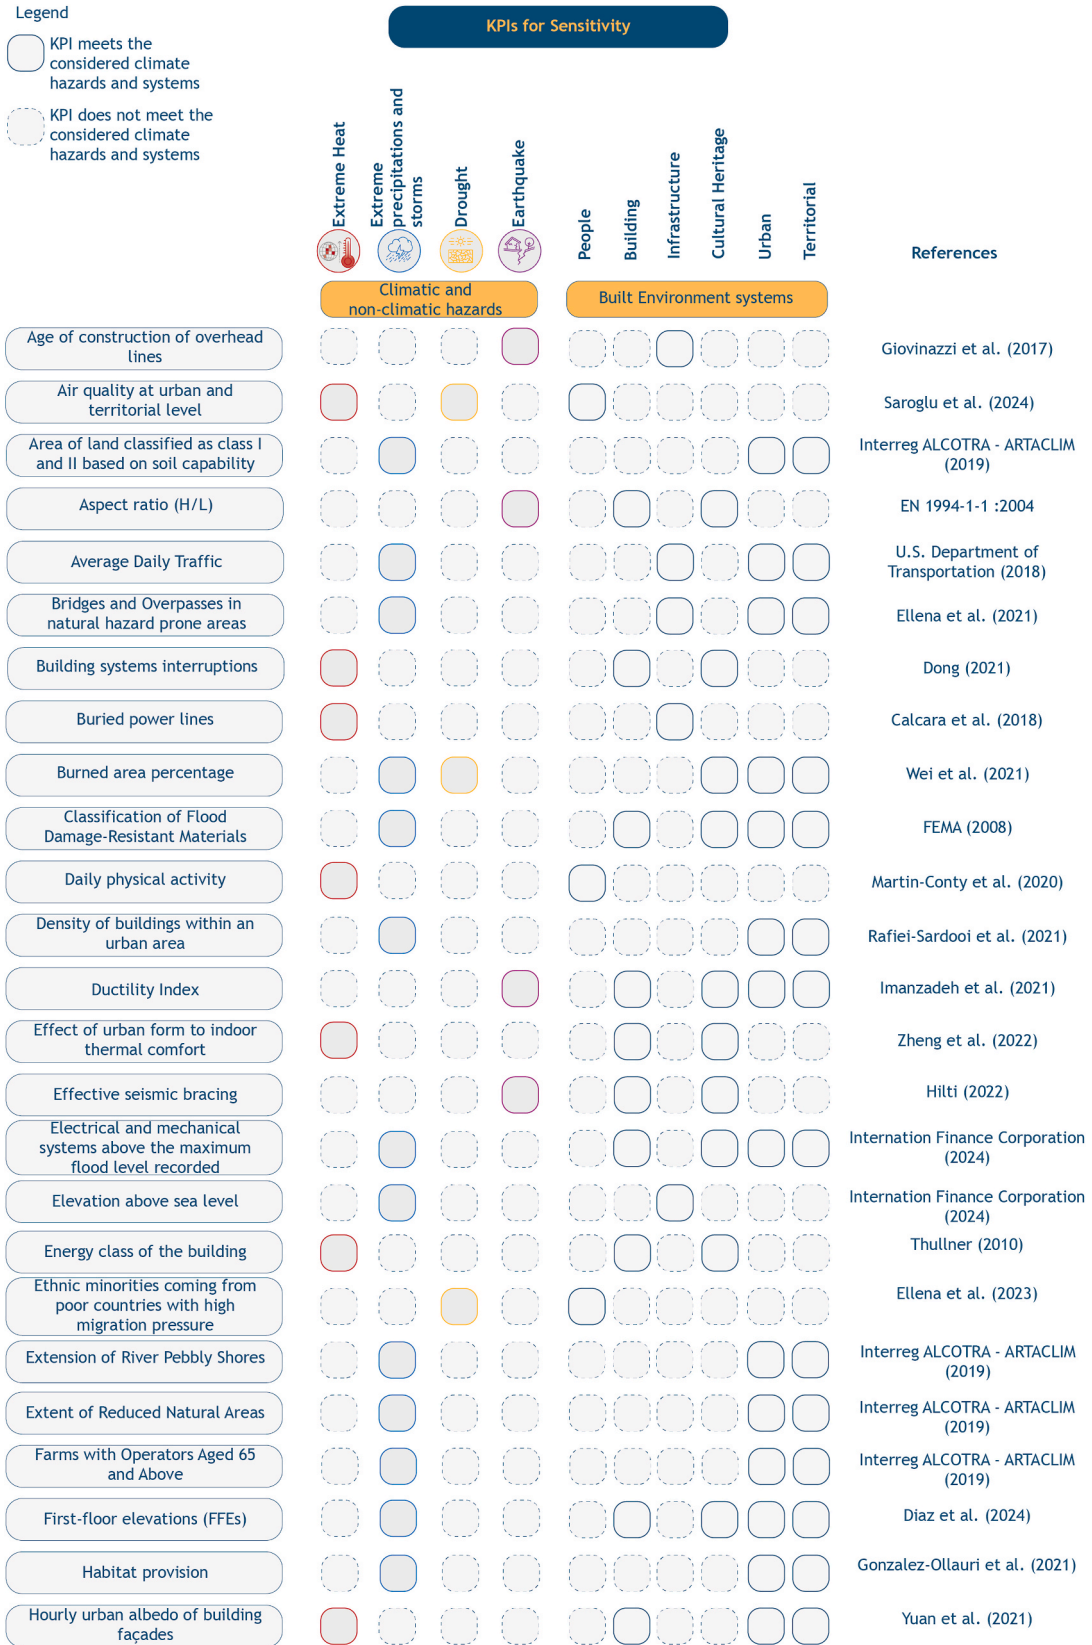 Legend
KPIs for Sensitivity
KPI meets the
considered climate
hazards and systems
KPI does not meet the
considered climate
hazards and systems
Extreme Heat
Extreme
precipitations and
storms
Drought
Earthquake
People
Building
Infrastructure
Cultural Heritage
Urban
Territorial
References
Climatic and
non-climatic hazards
Built Environment systems
Age of construction of overhead
lines
Giovinazzi et al. (2017)
Air quality at urban and
territorial level
Saroglu et al. (2024)
Area of land classified as class I
and II based on soil capability
Interreg ALCOTRA - ARTACLIM
(2019)
Aspect ratio (H/L)
EN 1994-1-1 :2004
Average Daily Traffic
U.S. Department of
Transportation (2018)
Bridges and Overpasses in
natural hazard prone areas
Ellena et al. (2021)
Building systems interruptions
Dong (2021)
Buried power lines
Calcara et al. (2018)
Burned area percentage
Wei et al. (2021)
Classification of Flood
Damage-Resistant Materials
FEMA (2008)
Daily physical activity
Martin-Conty et al. (2020)
Density of buildings within an
urban area
Rafiei-Sardooi et al. (2021)
Ductility Index
Imanzadeh et al. (2021)
Effect of urban form to indoor
thermal comfort
Zheng et al. (2022)
Effective seismic bracing
Hilti (2022)
Electrical and mechanical
systems above the maximum
flood level recorded
Internation Finance Corporation
(2024)
Elevation above sea level
Internation Finance Corporation
(2024)
Energy class of the building
Thullner (2010)
Ethnic minorities coming from
poor countries with high
migration pressure
Ellena et al. (2023)
Extension of River Pebbly Shores
Interreg ALCOTRA - ARTACLIM
(2019)
Extent of Reduced Natural Areas
Interreg ALCOTRA - ARTACLIM
(2019)
Farms with Operators Aged 65
and Above
Interreg ALCOTRA - ARTACLIM
(2019)
First-floor elevations (FFEs)
Diaz et al. (2024)
Habitat provision
Gonzalez-Ollauri et al. (2021)
Hourly urban albedo of building
façades
Yuan et al. (2021)